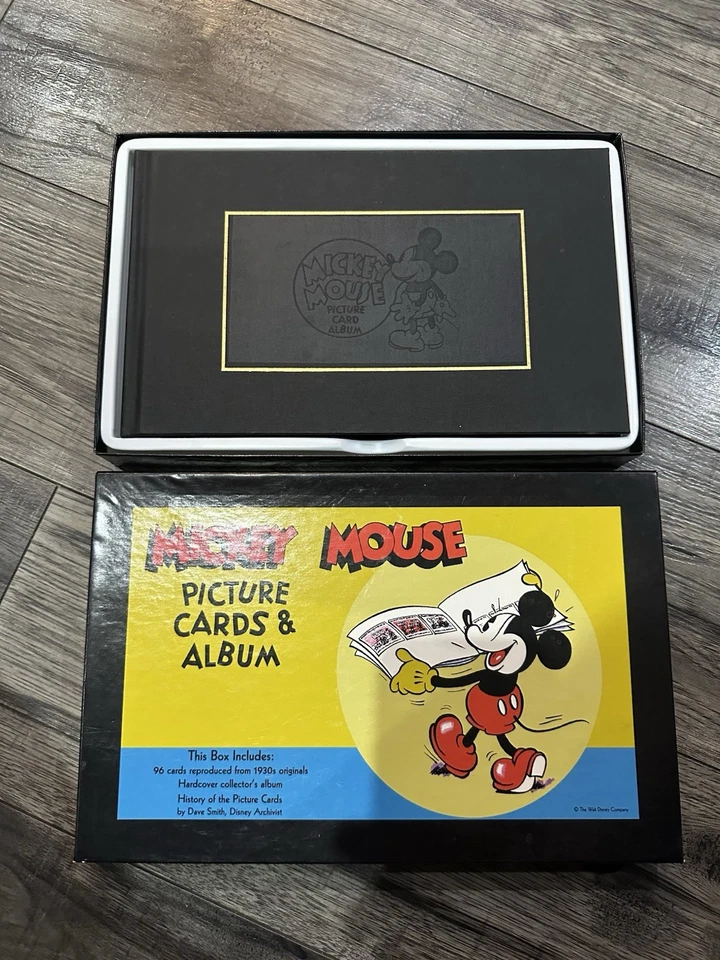 MICKEY
MOUSE
PICTURE
CARD
ALBUM
MICKEY MOUSE
PICTURE
CARDS &
ALBUM
This Box Includes:
96 cards reproduced from 1930s originals
Hardcover collector's album
History of the Picture Cards
by Dave Smith, Disney Archivist
© The Walt Disney Company